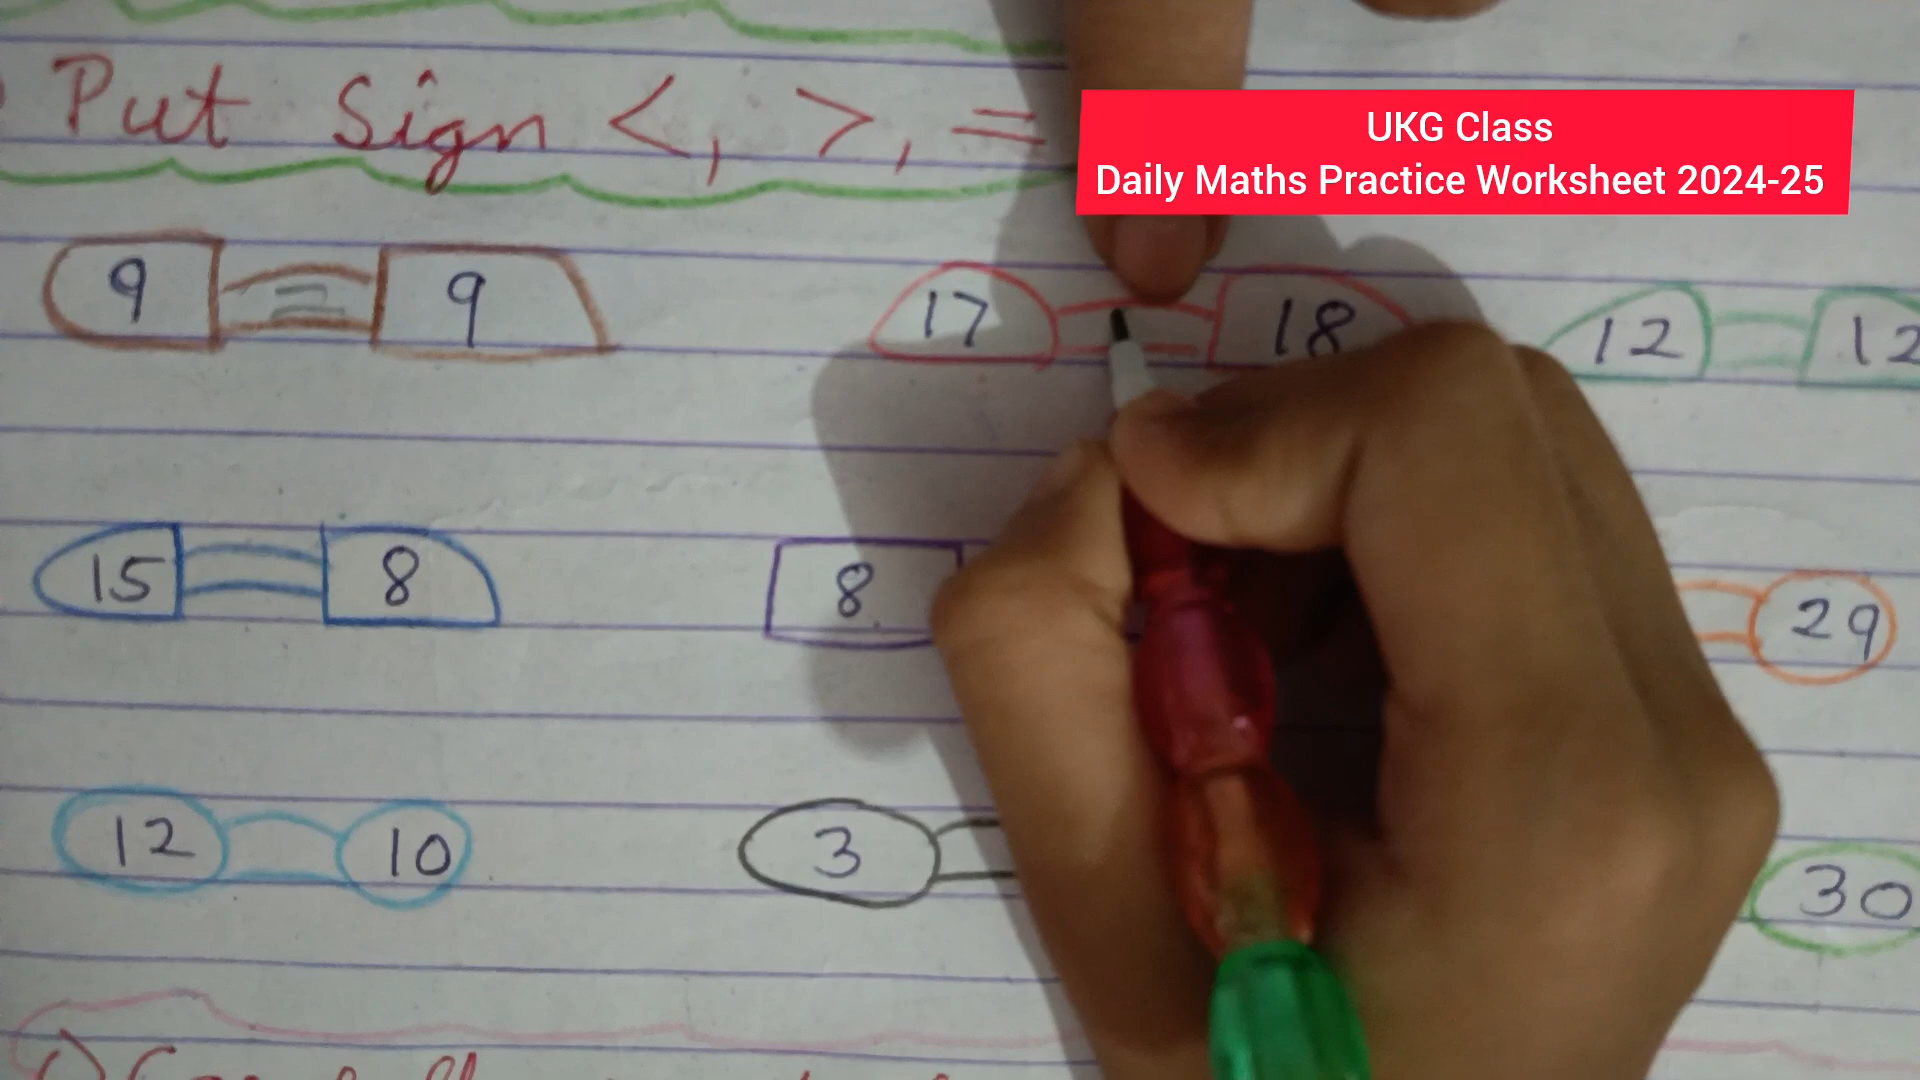 Put Sign <, >, =
UKG Class
Daily Maths Practice Worksheet 2024-25
9 = 9
17 18
12 12
15 8
8
29
12 10
3
30